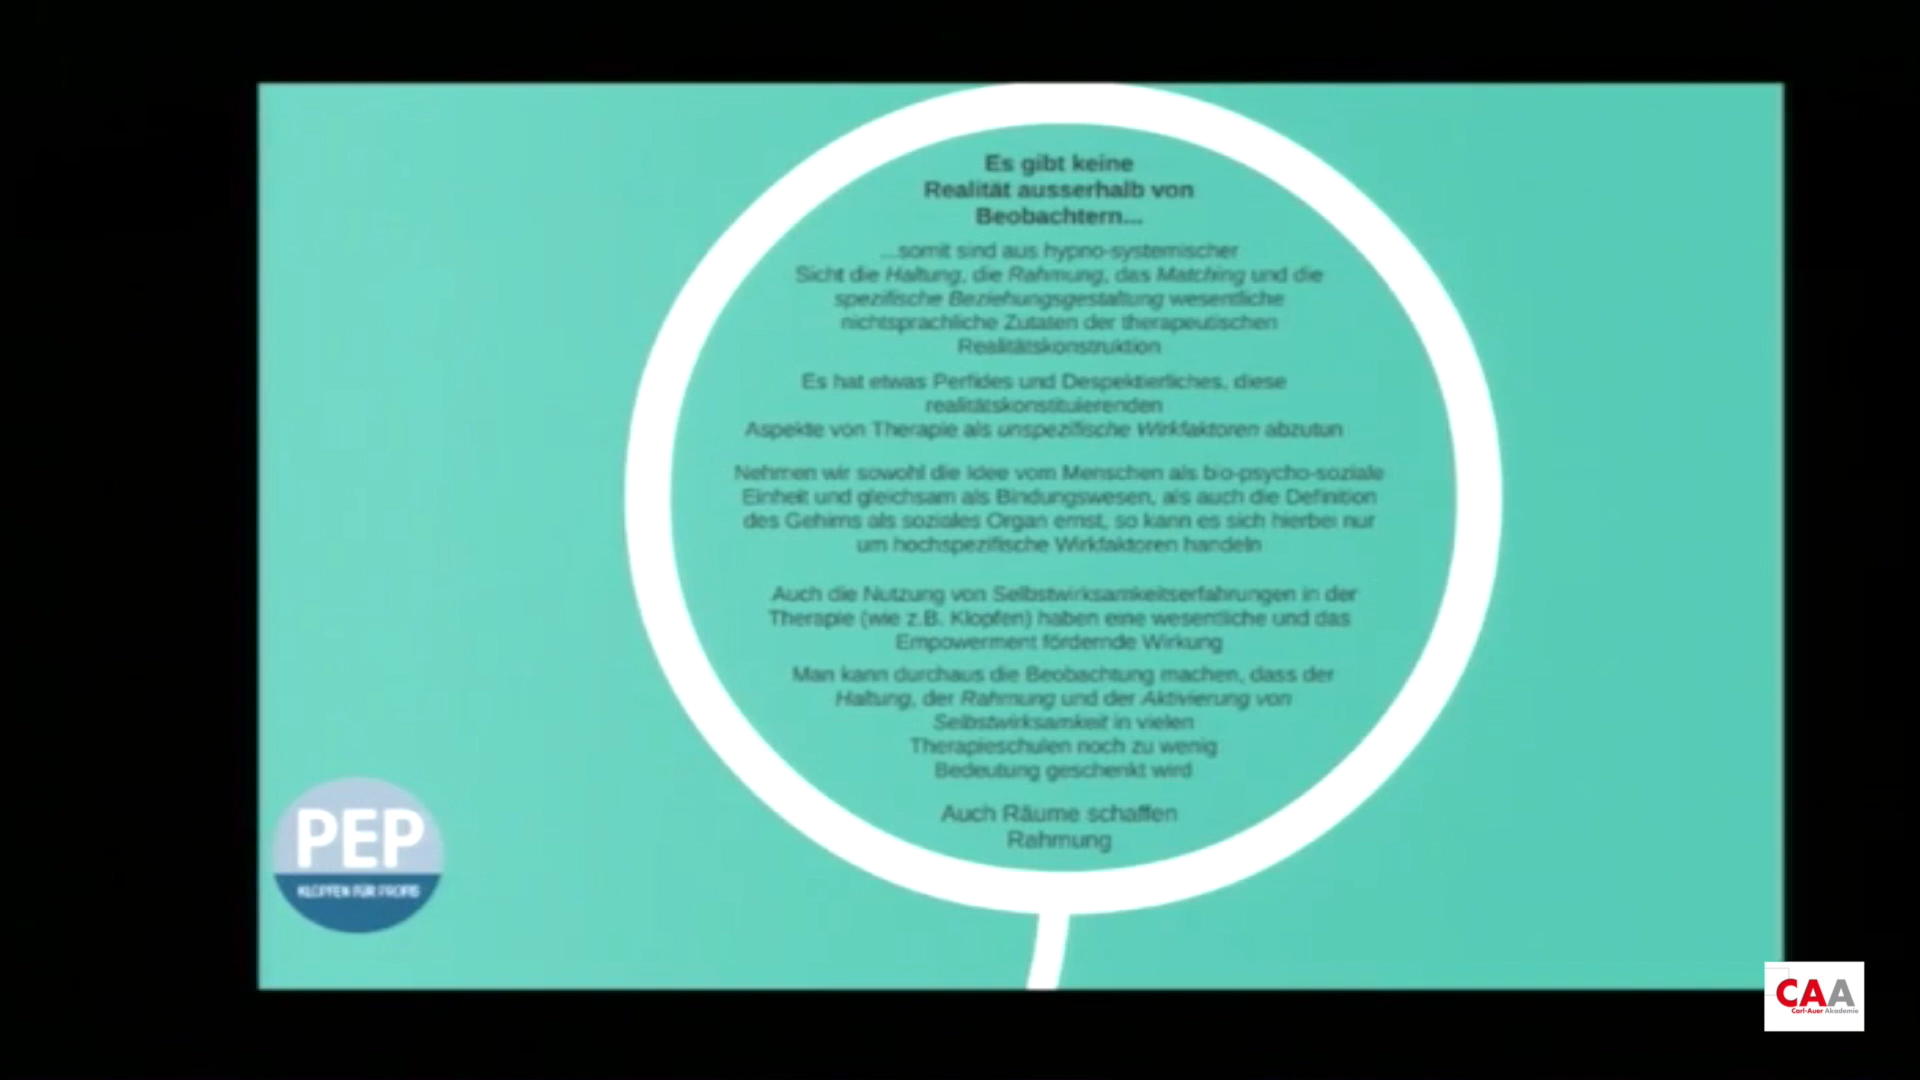 Es gibt keine
Realität ausserhalb von
Beobachtern...
...somit sind aus hypno-systemischer
Sicht die Haltung, die Rahmung, das Matching und die
spezifische Beziehungsgestaltung wesentliche
nichtsprachliche Zutaten der therapeutischen
Realitätskonstruktion
Es hat etwas Perfides und Despektierliches, diese
realitätskonstituierenden
Aspekte von Therapie als unspezifische Wirkfaktoren abzutun
Nehmen wir sowohl die Idee vom Menschen als bio-psycho-soziale
Einheit und gleichsam als Bindungswesen, als auch die Definition
des Gehirns als soziales Organ ernst, so kann es sich hierbei nur
um hochspezifische Wirkfaktoren handeln
Auch die Nutzung von Selbstwirksamkeitserfahrungen in der
Therapie (wie z.B. Klopfen) haben eine wesentliche und das
Empowerment fördernde Wirkung
Man kann durchaus die Beobachtung machen, dass der
Haltung, der Rahmung und der Aktivierung von
Selbstwirksamkeit in vielen
Therapieschulen noch zu wenig
Bedeutung geschenkt wird
Auch Räume schaffen
Rahmung
PEP
KLOPFEN FÜR PROFIS
CAA
Carl-Auer Akademie